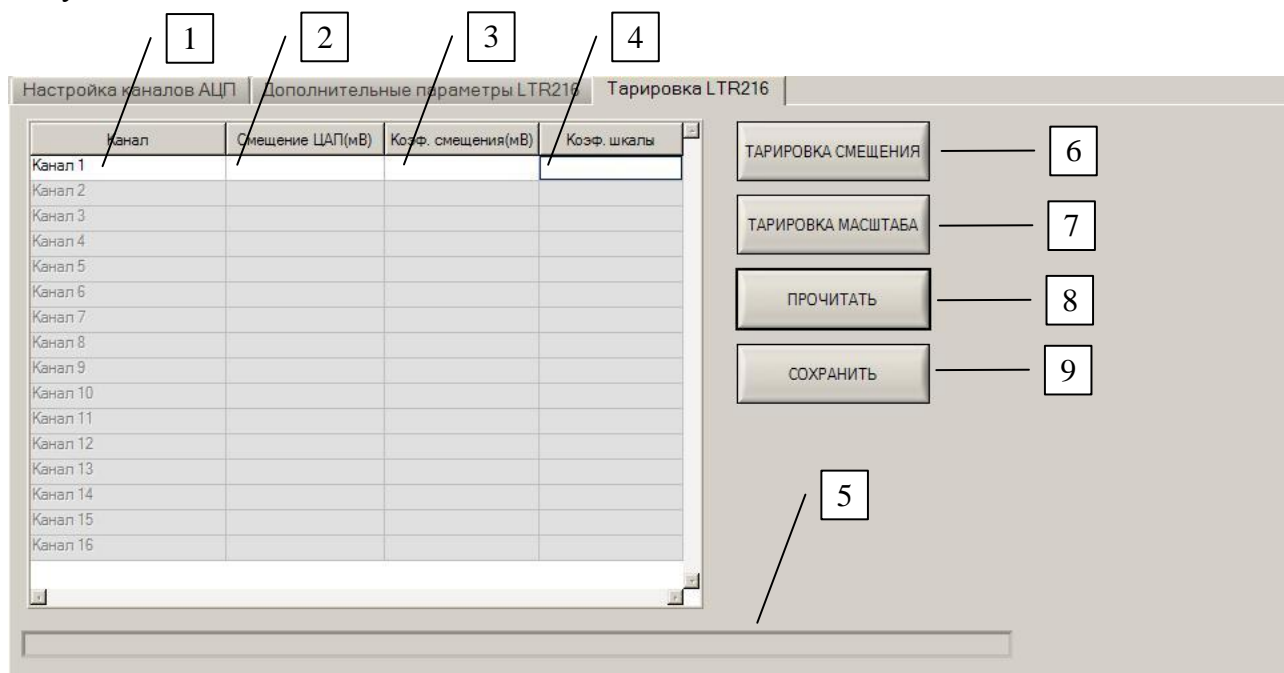 1 2 3 4
Настройка каналов АЦП Дополнительные параметры LTR216 Тарировка LTR216
Канал Смещение ЦАП(мВ) Коэф. смещения(мВ) Коэф. шкалы
Канал 1
Канал 2
Канал 3
Канал 4
Канал 5
Канал 6
Канал 7
Канал 8
Канал 9
Канал 10
Канал 11
Канал 12
Канал 13
Канал 14
Канал 15
Канал 16
ТАРИРОВКА СМЕЩЕНИЯ 6
ТАРИРОВКА МАСШТАБА 7
ПРОЧИТАТЬ 8
СОХРАНИТЬ 9
5